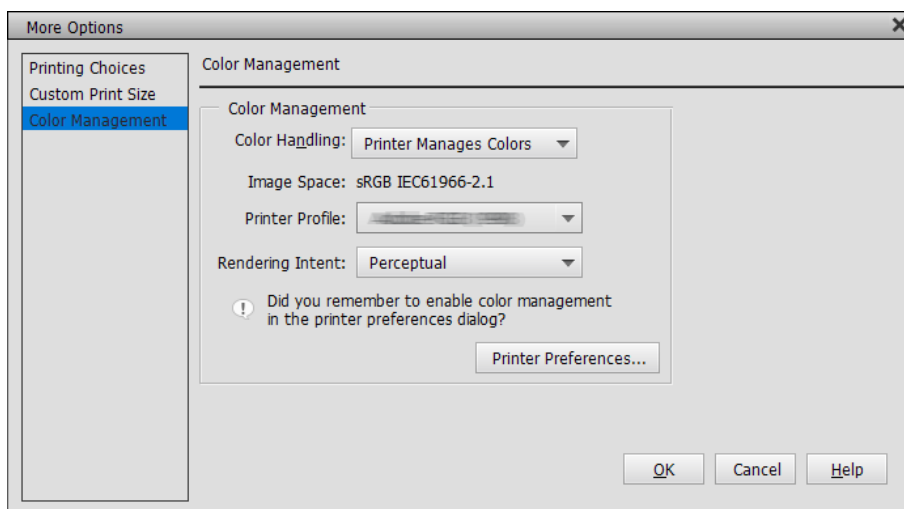 More Options
Printing Choices
Custom Print Size
Color Management
Color Management
Color Management
Color Handling: Printer Manages Colors
Image Space: sRGB IEC61966-2.1
Printer Profile:
Rendering Intent: Perceptual
Did you remember to enable color management
in the printer preferences dialog?
Printer Preferences...
OK Cancel Help